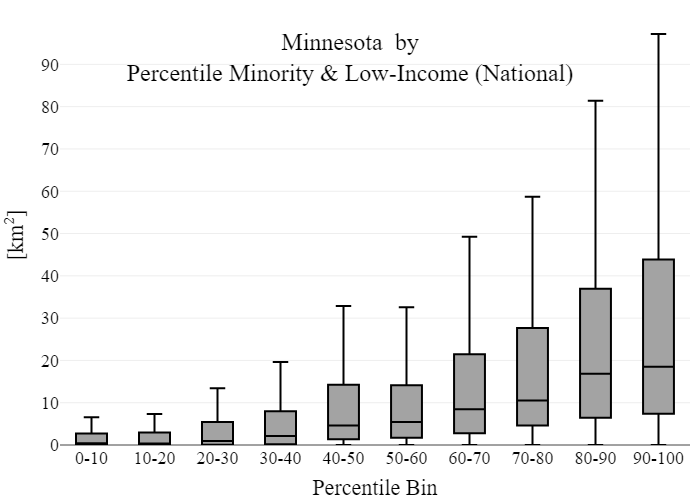 Minnesota by
Percentile Minority & Low-Income (National)
[km²]
90
80
70
60
50
40
30
20
10
0
0-10 10-20 20-30 30-40 40-50 50-60 60-70 70-80 80-90 90-100
Percentile Bin